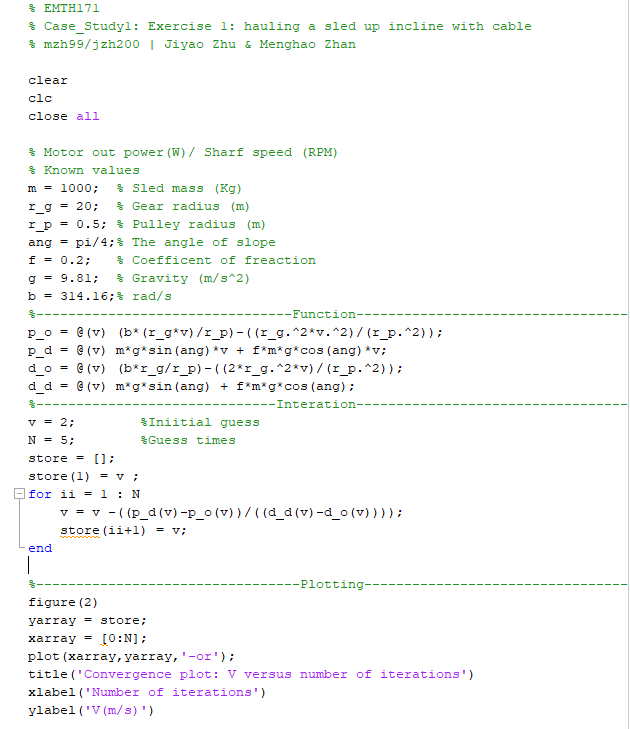 % EMTH171
% Case_Study1: Exercise 1: hauling a sled up incline with cable
% mzh99/jzh200 | Jiyao Zhu & Menghao Zhan
clear
clc
close all
% Motor out power(W)/ Sharf speed (RPM)
% Known values
m = 1000;  % Sled mass (Kg)
r_g = 20;  % Gear radius (m)
r_p = 0.5; % Pulley radius (m)
ang = pi/4;% The angle of slope
f = 0.2;   % Coefficent of freaction
g = 9.81;  % Gravity (m/s^2)
b = 314.16;% rad/s
%--------------------------------Function----------------------------------
p_o = @(v) (b*(r_g*v)/r_p)-((r_g.^2*v.^2)/(r_p.^2));
p_d = @(v) m*g*sin(ang)*v + f*m*g*cos(ang)*v;
d_o = @(v) (b*r_g/r_p)-((2*r_g.^2*v)/(r_p.^2));
d_d = @(v) m*g*sin(ang) + f*m*g*cos(ang);
%------------------------------Interation----------------------------------
v = 2;        %Iniitial guess
N = 5;        %Guess times
store = [];
store(1) = v ;
for ii = 1 : N
    v = v -((p_d(v)-p_o(v))/((d_d(v)-d_o(v))));
    store(ii+1) = v;
end
%---------------------------------Plotting---------------------------------
figure(2)
yarray = store;
xarray = [0:N];
plot(xarray,yarray,'-or');
title('Convergence plot: V versus number of iterations')
xlabel('Number of iterations')
ylabel('V(m/s)')